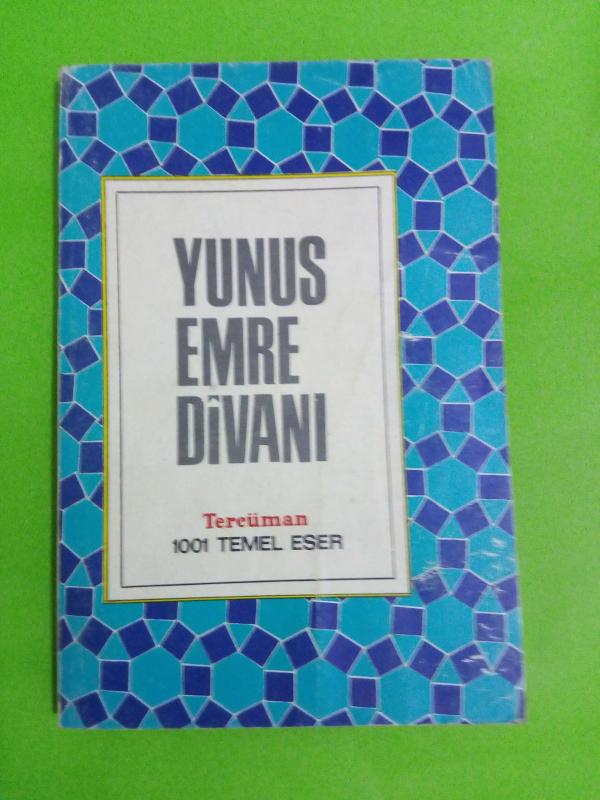 YUNUS
EMRE
DÎVANI
Tercüman
1001 TEMEL ESER